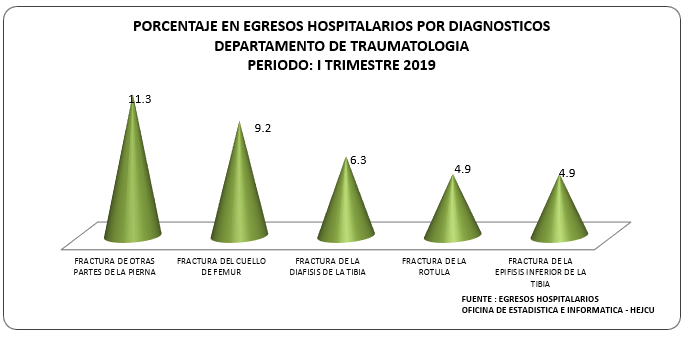 PORCENTAJE EN EGRESOS HOSPITALARIOS POR DIAGNOSTICOS
DEPARTAMENTO DE TRAUMATOLOGIA
PERIODO: I TRIMESTRE 2019
11.3
9.2
6.3
4.9
4.9
FRACTURA DE OTRAS
PARTES DE LA PIERNA
FRACTURA DEL CUELLO
DE FEMUR
FRACTURA DE LA
DIAFISIS DE LA TIBIA
FRACTURA DE LA
ROTULA
FRACTURA DE LA
EPIFISIS INFERIOR DE LA
TIBIA
FUENTE : EGRESOS HOSPITALARIOS
OFICINA DE ESTADISTICA E INFORMATICA - HEJCU